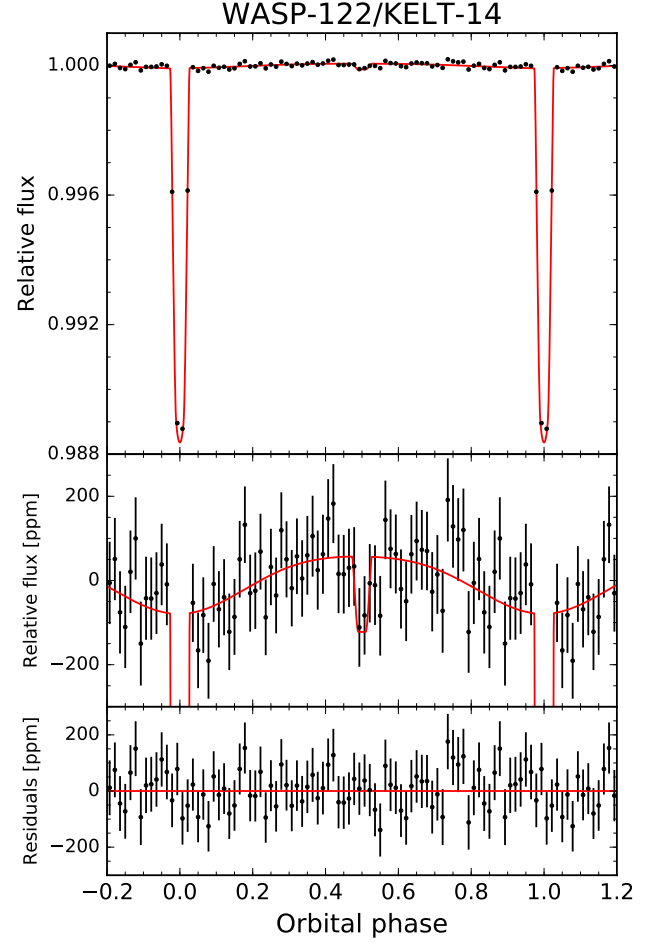 WASP-122/KELT-14
1.000
0.996
0.992
0.988
Relative flux
200
0
−200
Relative flux [ppm]
200
0
−200
Residuals [ppm]
−0.2 0.0 0.2 0.4 0.6 0.8 1.0 1.2
Orbital phase